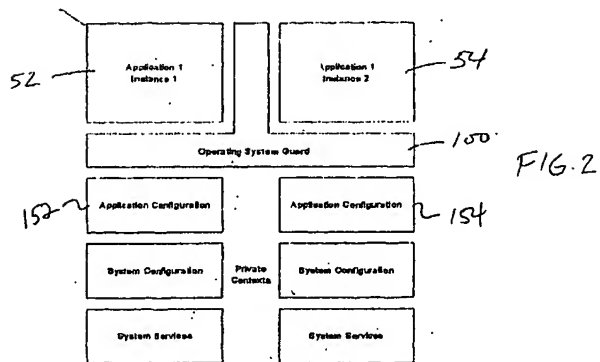 Application 1
Instance 1
Application 1
Instance 2
52
54
Operating System Guard
100
FIG. 2
152
Application Configuration
Application Configuration
154
System Configuration
Private
Contexts
System Configuration
System Services
System Services